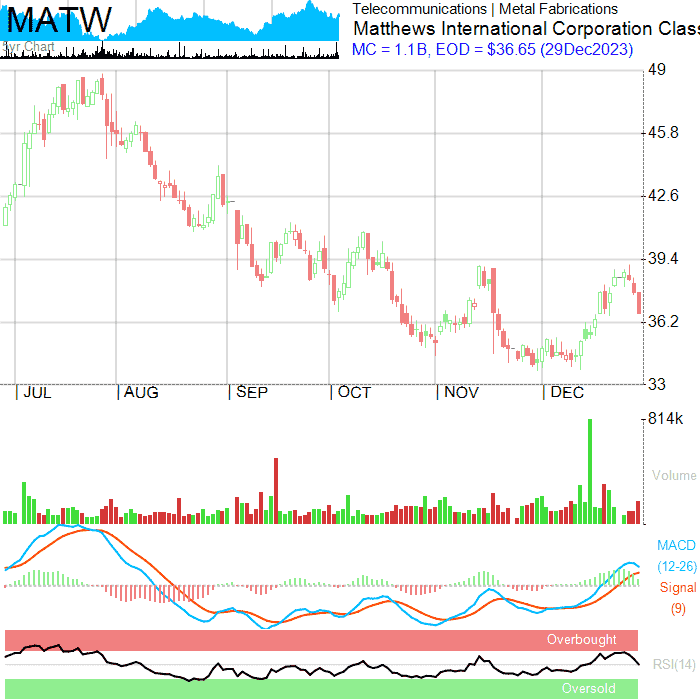 MATW
5yr Chart
Telecommunications | Metal Fabrications
Matthews International Corporation Clas
MC = 1.1B, EOD = $36.65 (29Dec2023)
49
45.8
42.6
39.4
36.2
33
JUL AUG SEP OCT NOV DEC
814k
Volume
MACD
(12-26)
Signal
(9)
Overbought
RSI(14)
Oversold